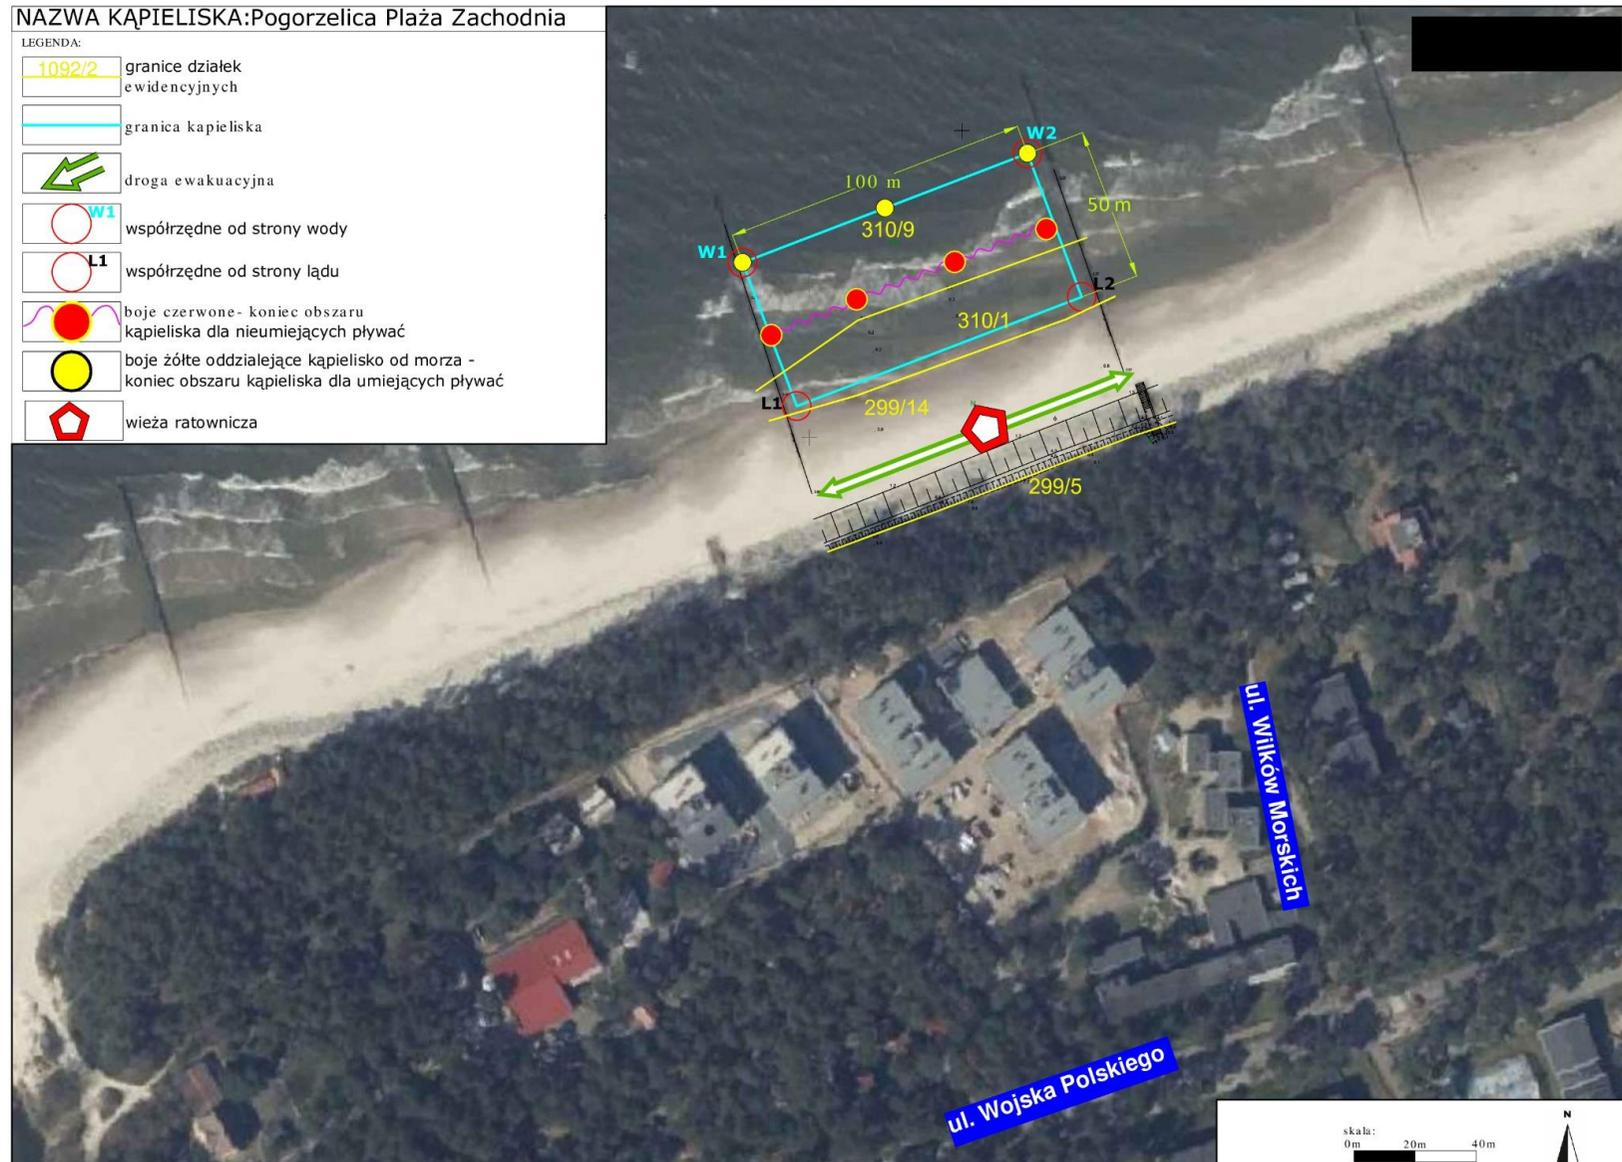 NAZWA KĄPIELISKA:Pogorzelica Plaża Zachodnia
LEGENDA:
1092/2
granice działek
ewidencyjnych
granica kapieliska
droga ewakuacyjna
W1
współrzędne od strony wody
L1
współrzędne od strony lądu
boje czerwone- koniec obszaru
kąpieliska dla nieumiejących pływać
boje żółte oddzialejące kąpielisko od morza -
koniec obszaru kąpieliska dla umiejących pływać
wieża ratownicza
W2
100 m
50 m
310/9
W1
L2
310/1
L1
299/14
299/5
ul. Wilków Morskich
ul. Wojska Polskiego
N
skala:
0m 20m 40m